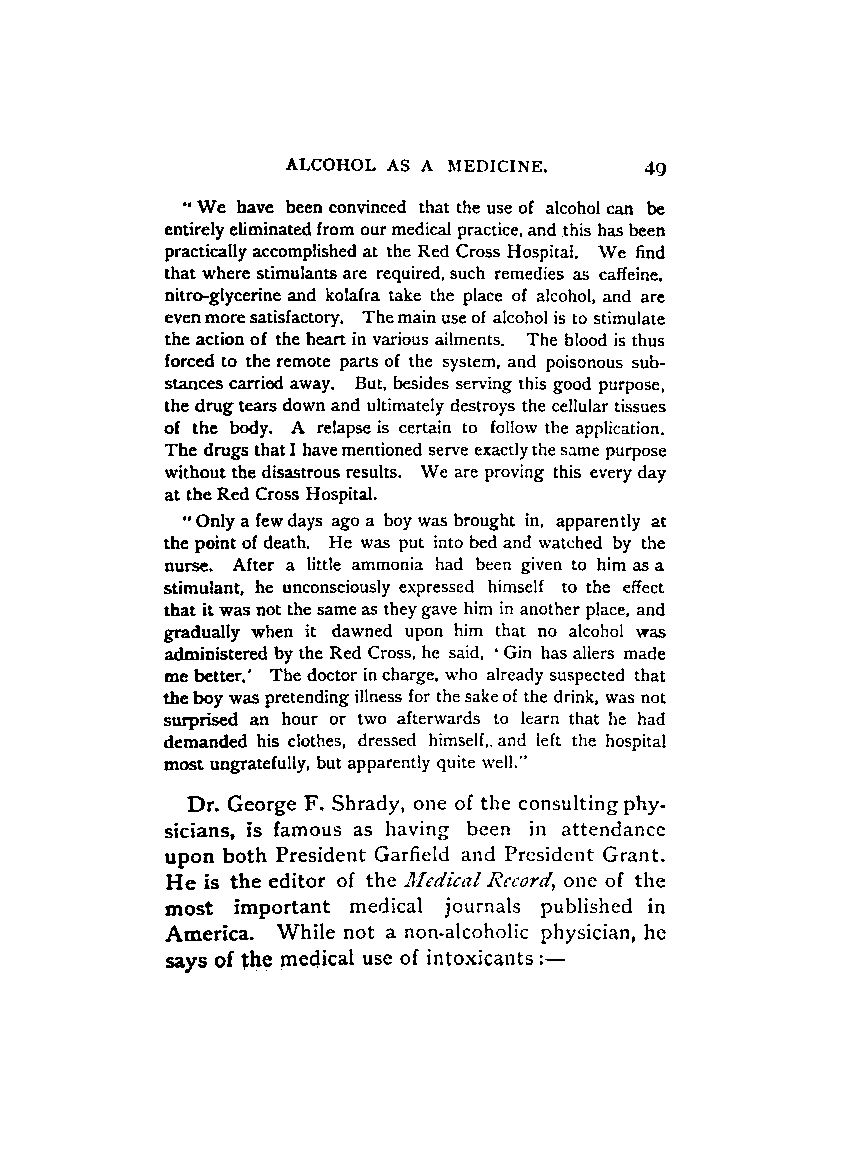 ALCOHOL AS A MEDICINE. 49
"We have been convinced that the use of alcohol can be
entirely eliminated from our medical practice, and this has been
practically accomplished at the Red Cross Hospital. We find
that where stimulants are required, such remedies as caffeine,
nitro-glycerine and kolafra take the place of alcohol, and are
even more satisfactory. The main use of alcohol is to stimulate
the action of the heart in various ailments. The blood is thus
forced to the remote parts of the system, and poisonous sub-
stances carried away. But, besides serving this good purpose,
the drug tears down and ultimately destroys the cellular tissues
of the body. A relapse is certain to follow the application.
The drugs that I have mentioned serve exactly the same purpose
without the disastrous results. We are proving this every day
at the Red Cross Hospital.
"Only a few days ago a boy was brought in, apparently at
the point of death. He was put into bed and watched by the
nurse. After a little ammonia had been given to him as a
stimulant, he unconsciously expressed himself to the effect
that it was not the same as they gave him in another place, and
gradually when it dawned upon him that no alcohol was
administered by the Red Cross, he said, 'Gin has allers made
me better.' The doctor in charge, who already suspected that
the boy was pretending illness for the sake of the drink, was not
surprised an hour or two afterwards to learn that he had
demanded his clothes, dressed himself,. and left the hospital
most ungratefully, but apparently quite well."
Dr. George F. Shrady, one of the consulting phy-
sicians, is famous as having been in attendance
upon both President Garfield and President Grant.
He is the editor of the Medical Record, one of the
most important medical journals published in
America. While not a non-alcoholic physician, he
says of the medical use of intoxicants :—